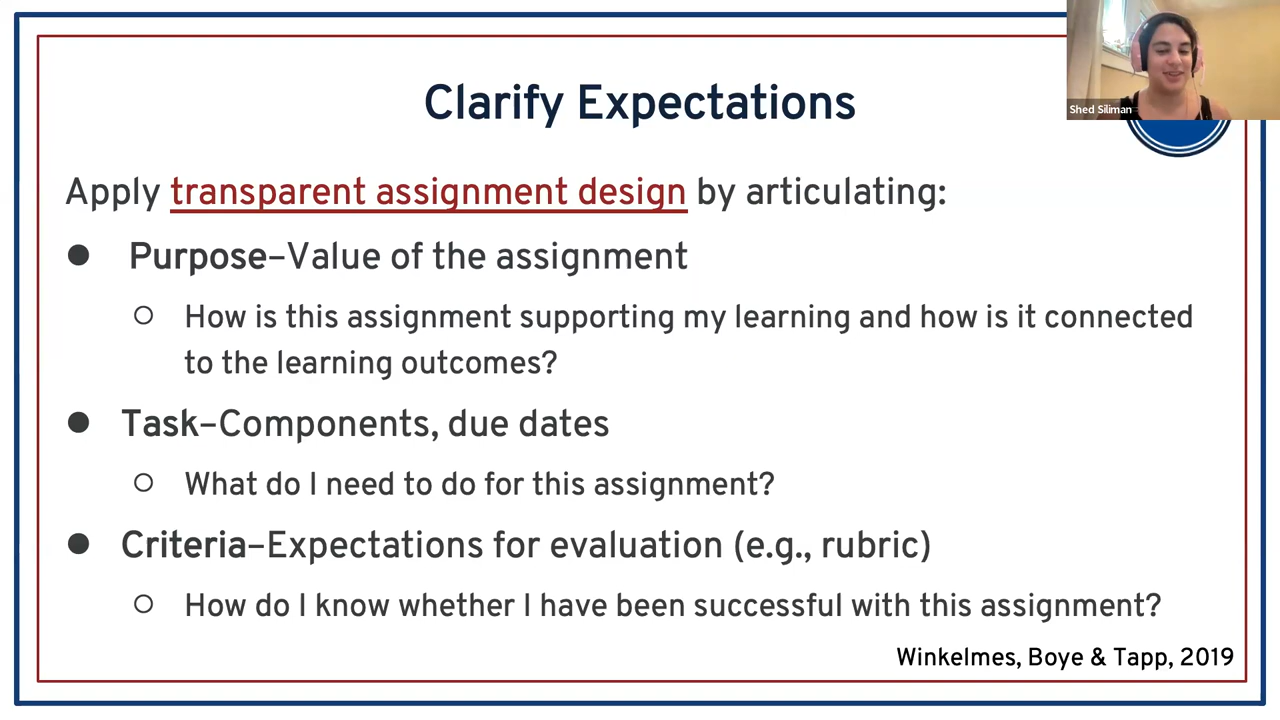 Clarify Expectations
Shed Siliman
Apply transparent assignment design by articulating:
● Purpose–Value of the assignment
○ How is this assignment supporting my learning and how is it connected
to the learning outcomes?
● Task–Components, due dates
○ What do I need to do for this assignment?
● Criteria–Expectations for evaluation (e.g., rubric)
○ How do I know whether I have been successful with this assignment?
Winkelmes, Boye & Tapp, 2019